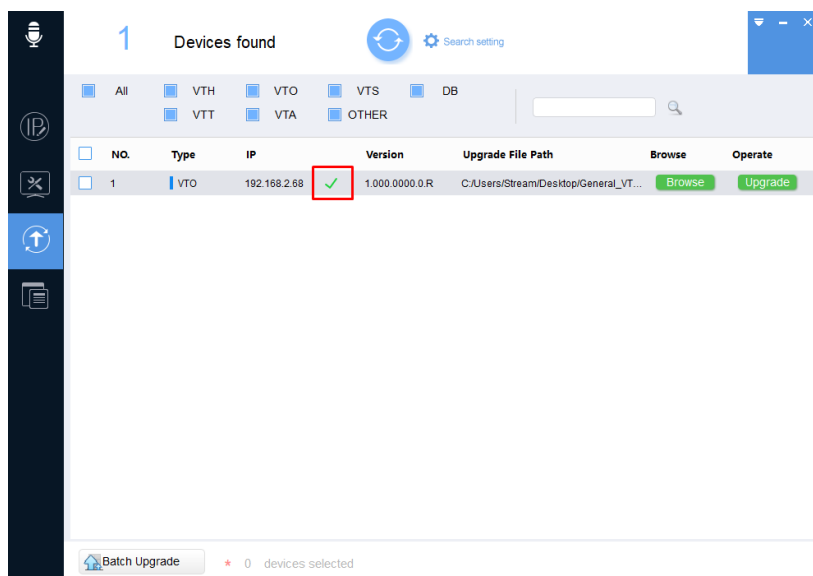 1 Devices found Search setting
All VTH VTO VTS DB
VTT VTA OTHER
NO. Type IP Version Upgrade File Path Browse Operate
1 VTO 192.168.2.68 1.000.0000.0.R C:/Users/Stream/Desktop/General_VT... Browse Upgrade
Batch Upgrade * 0 devices selected
IP